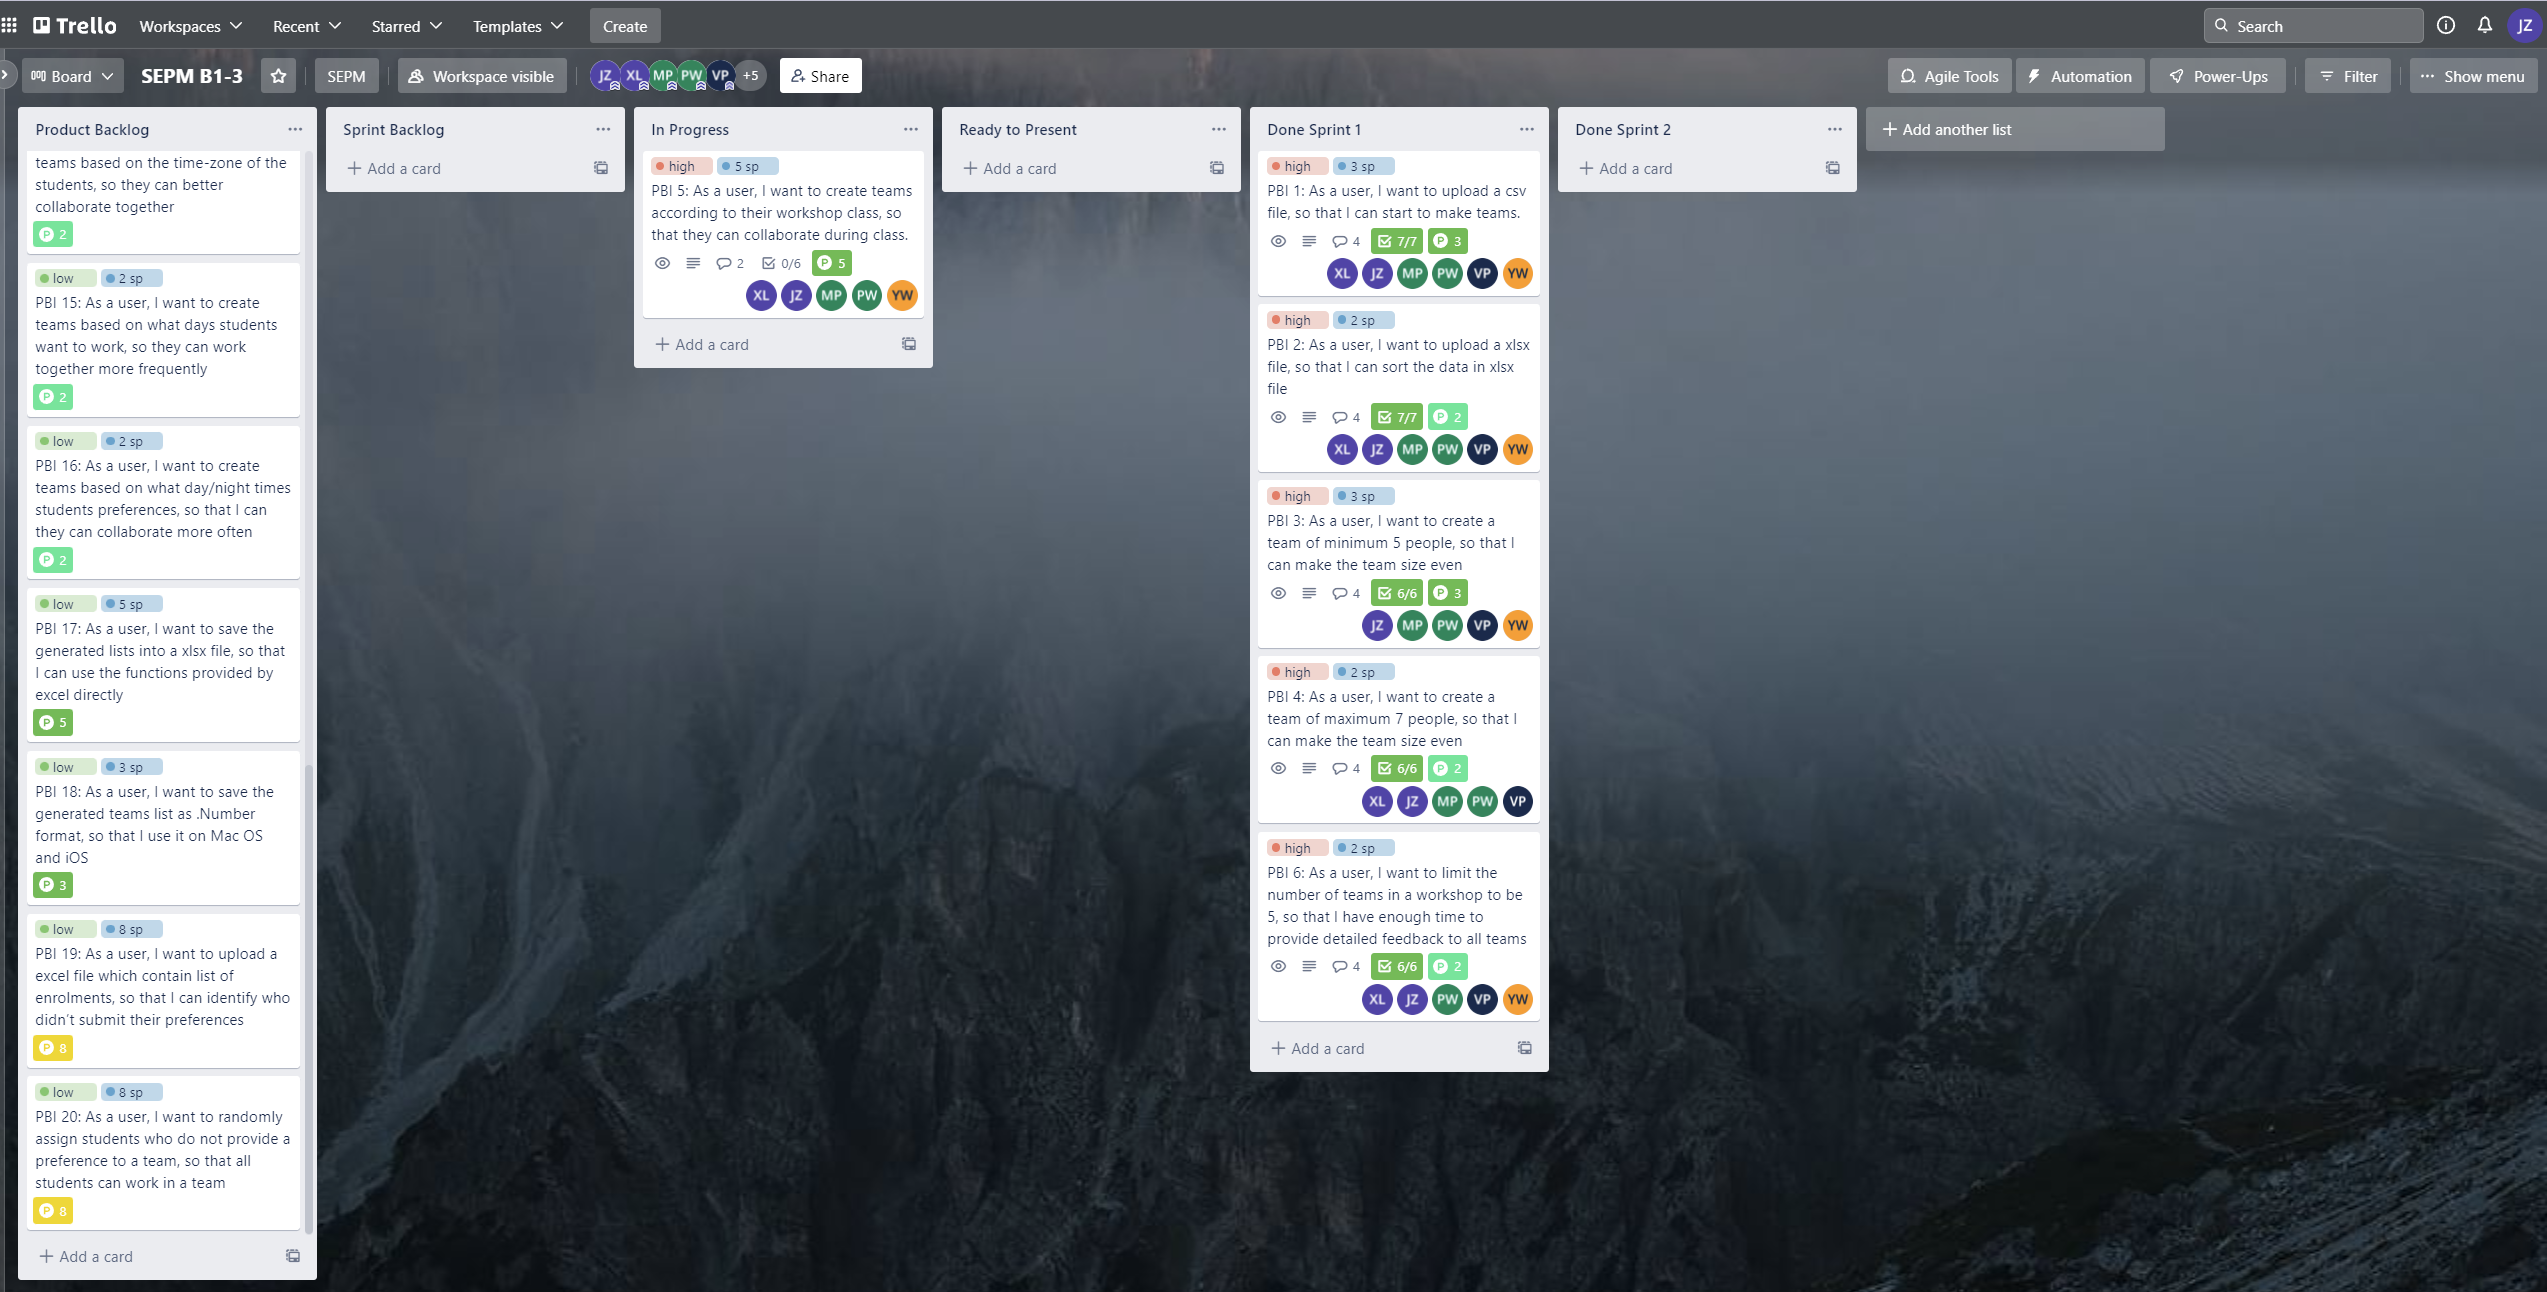 Trello
Workspaces
Recent
Starred
Templates
Create
Search
JZ
Board
SEPM B1-3
SEPM
Workspace visible
JZ XL MP PW VP +5
Share
Agile Tools
Automation
Power-Ups
Filter
Show menu
Product Backlog
teams based on the time-zone of the
students, so they can better
collaborate together
P 2
low 2 sp
PBI 15: As a user, I want to create
teams based on what days students
want to work, so they can work
together more frequently
P 2
low 2 sp
PBI 16: As a user, I want to create
teams based on what day/night times
students preferences, so that I can
they can collaborate more often
P 2
low 5 sp
PBI 17: As a user, I want to save the
generated lists into a xlsx file, so that
I can use the functions provided by
excel directly
P 5
low 3 sp
PBI 18: As a user, I want to save the
generated teams list as .Number
format, so that I use it on Mac OS
and iOS
P 3
low 8 sp
PBI 19: As a user, I want to upload a
excel file which contain list of
enrolments, so that I can identify who
didn't submit their preferences
P 8
low 8 sp
PBI 20: As a user, I want to randomly
assign students who do not provide a
preference to a team, so that all
students can work in a team
P 8
+ Add a card
Sprint Backlog
+ Add a card
In Progress
high 5 sp
PBI 5: As a user, I want to create teams
according to their workshop class, so
that they can collaborate during class.
2 0/6 P 5
XL JZ MP PW YW
+ Add a card
Ready to Present
+ Add a card
Done Sprint 1
high 3 sp
PBI 1: As a user, I want to upload a csv
file, so that I can start to make teams.
4 7/7 P 3
XL JZ MP PW VP YW
high 2 sp
PBI 2: As a user, I want to upload a xlsx
file, so that I can sort the data in xlsx
file
4 7/7 P 2
XL JZ MP PW VP YW
high 3 sp
PBI 3: As a user, I want to create a
team of minimum 5 people, so that I
can make the team size even
4 6/6 P 3
JZ MP PW VP YW
high 2 sp
PBI 4: As a user, I want to create a
team of maximum 7 people, so that I
can make the team size even
4 6/6 P 2
XL JZ MP PW VP
high 2 sp
PBI 6: As a user, I want to limit the
number of teams in a workshop to be
5, so that I have enough time to
provide detailed feedback to all teams
4 6/6 P 2
XL JZ PW VP YW
+ Add a card
Done Sprint 2
+ Add a card
+ Add another list